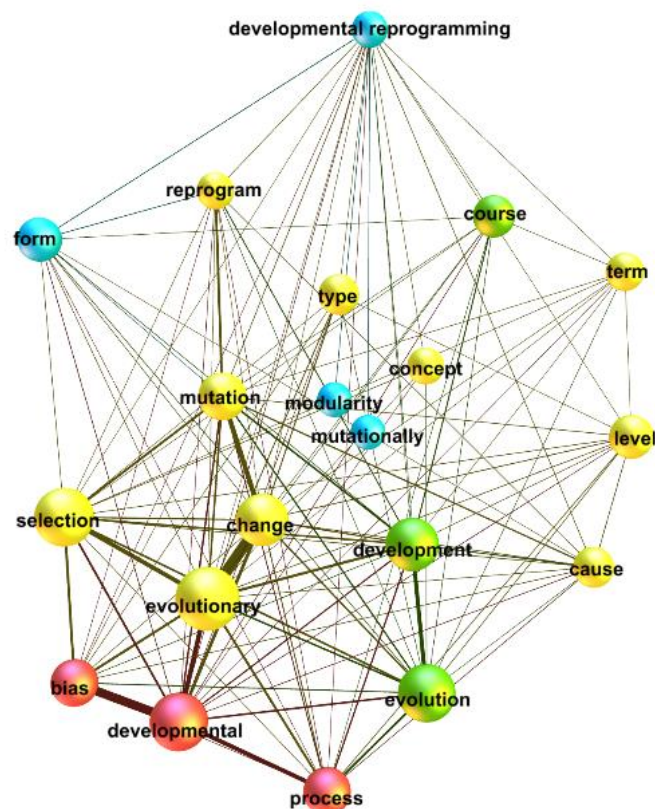 developmental reprogramming
reprogram
course
form
term
type
concept
mutation
modularity
mutationally
level
selection
change
development
cause
evolutionary
bias
evolution
developmental
process